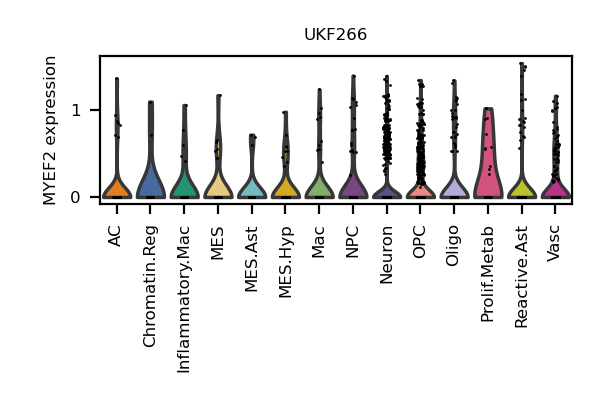 UKF266
MYEF2 expression
1
0
AC
Chromatin.Reg
Inflammatory.Mac
MES
MES.Ast
MES.Hyp
Mac
NPC
Neuron
OPC
Oligo
Prolif.Metab
Reactive.Ast
Vasc